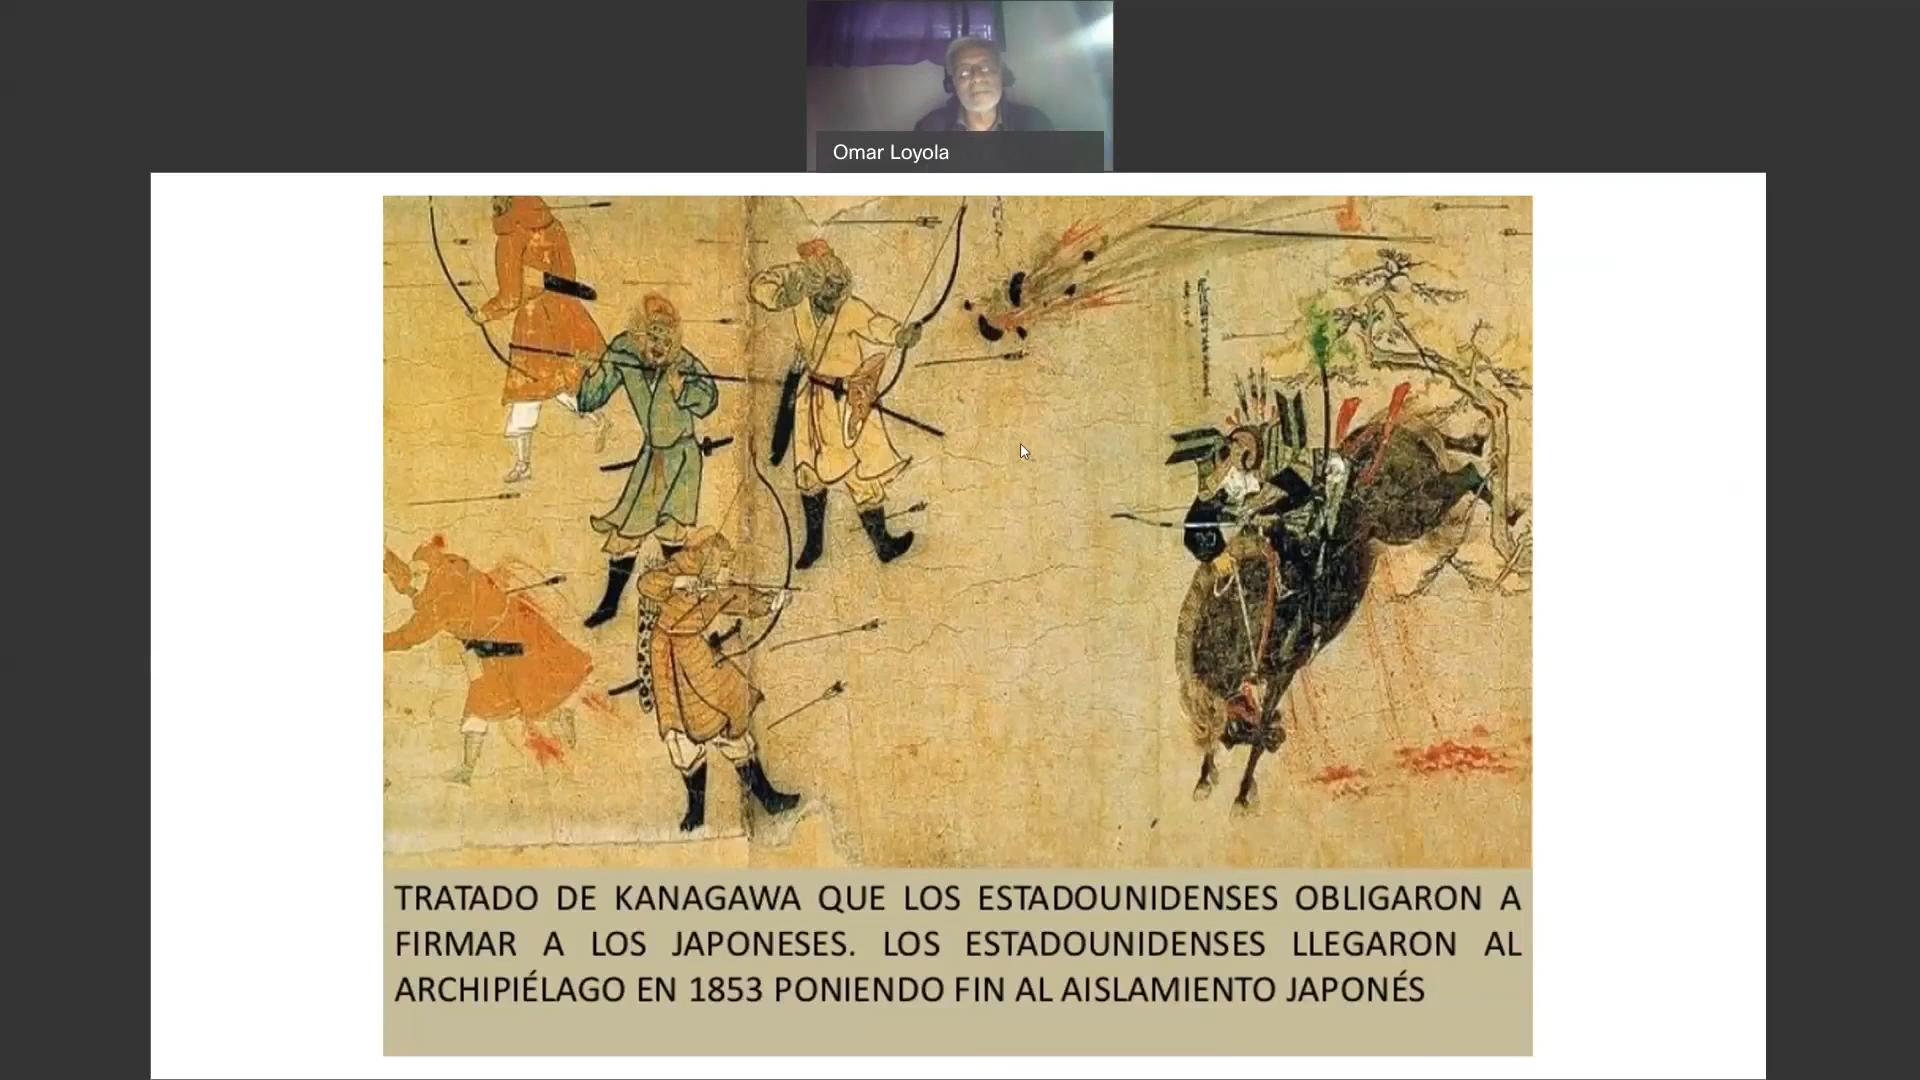 Omar Loyola
TRATADO DE KANAGAWA QUE LOS ESTADOUNIDENSES OBLIGARON A
FIRMAR A LOS JAPONESES. LOS ESTADOUNIDENSES LLEGARON AL
ARCHIPIÉLAGO EN 1853 PONIENDO FIN AL AISLAMIENTO JAPONÉS